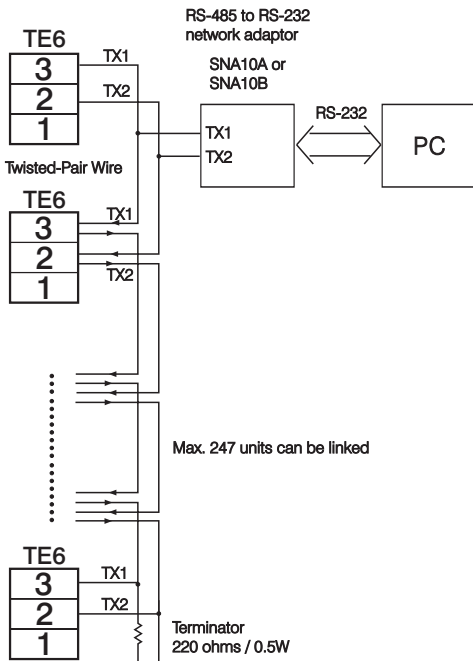 RS-485 to RS-232
network adaptor
TE6
TX1
3
SNA10A or
SNA10B
TX2
2
RS-232
1
TX1
TX2
PC
Twisted-Pair Wire
TE6
TX1
3
2
TX2
1
Max. 247 units can be linked
TE6
TX1
3
TX2
2
1
Terminator
220 ohms / 0.5W